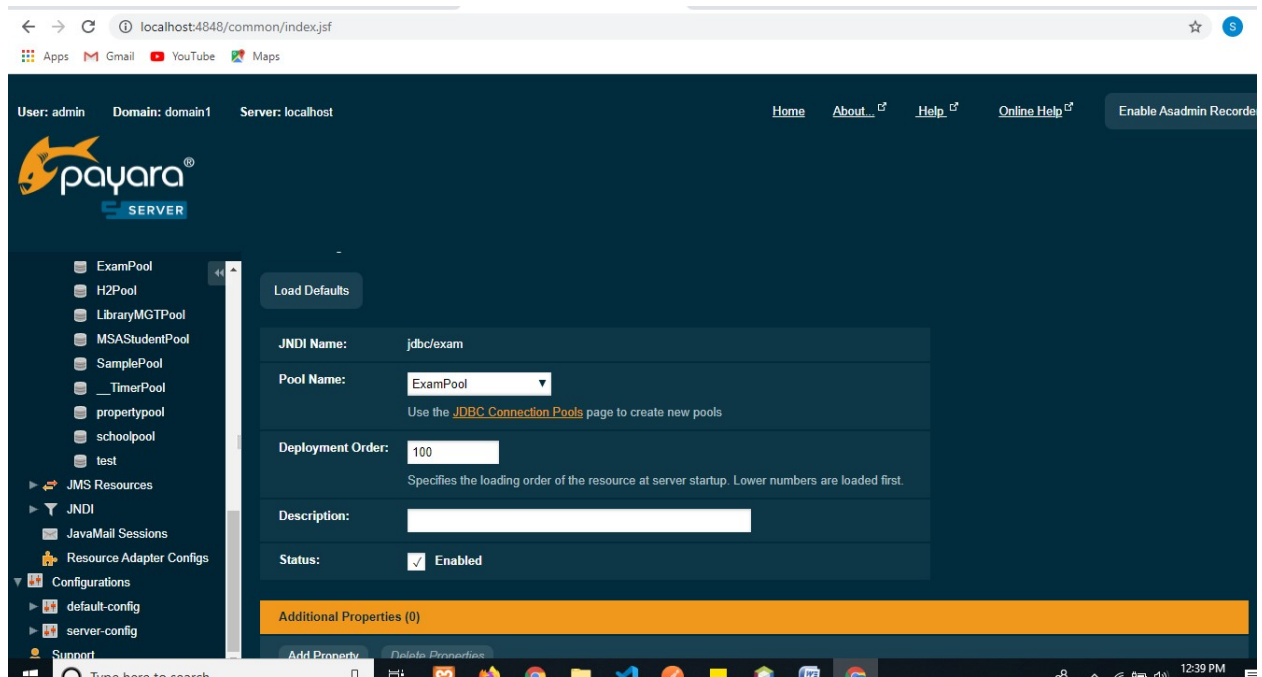 localhost:4848/common/index.jsf
S
Apps Gmail YouTube Maps
User: admin Domain: domain1 Server: localhost Home About... Help Online Help Enable Asadmin Recorder
payara®
SERVER
ExamPool
H2Pool
LibraryMGTPool
MSAStudentPool
SamplePool
__TimerPool
propertypool
schoolpool
test
JMS Resources
JNDI
JavaMail Sessions
Resource Adapter Configs
Configurations
default-config
server-config
Support
Load Defaults
JNDI Name: jdbc/exam
Pool Name: ExamPool
Use the JDBC Connection Pools page to create new pools
Deployment Order: 100
Specifies the loading order of the resource at server startup. Lower numbers are loaded first.
Description:
Status: Enabled
Additional Properties (0)
Add Property Delete Properties
Type here to search
12:39 PM